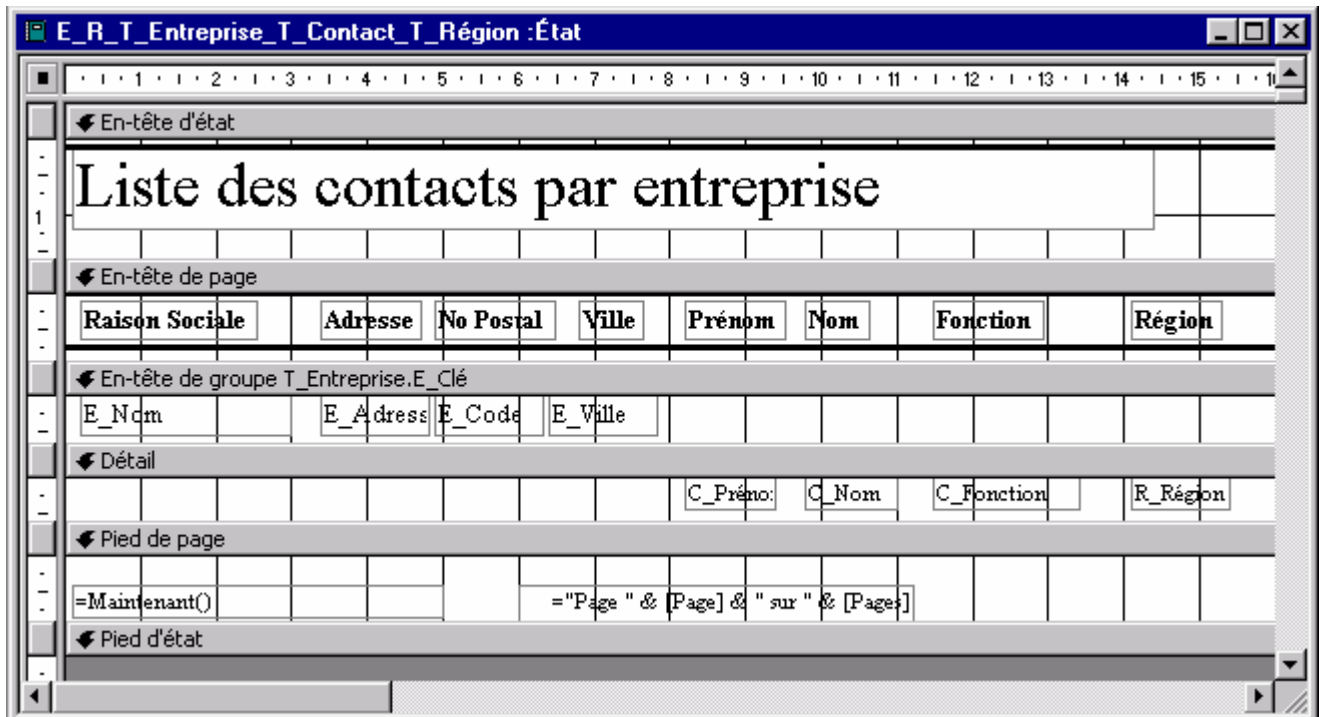 E_R_T_Entreprise_T_Contact_T_Région :État
1 2 3 4 5 6 7 8 9 10 11 12 13 14 15
En-tête d'état
Liste des contacts par entreprise
1
En-tête de page
Raison Sociale Adresse No Postal Ville Prénom Nom Fonction Région
En-tête de groupe T_Entreprise.E_Clé
E_Nom E_Adress E_Code E_Ville
Détail
C_Préno: C_Nom C_Fonction R_Région
Pied de page
=Maintenant() ="Page " & [Page] & " sur " & [Pages]
Pied d'état